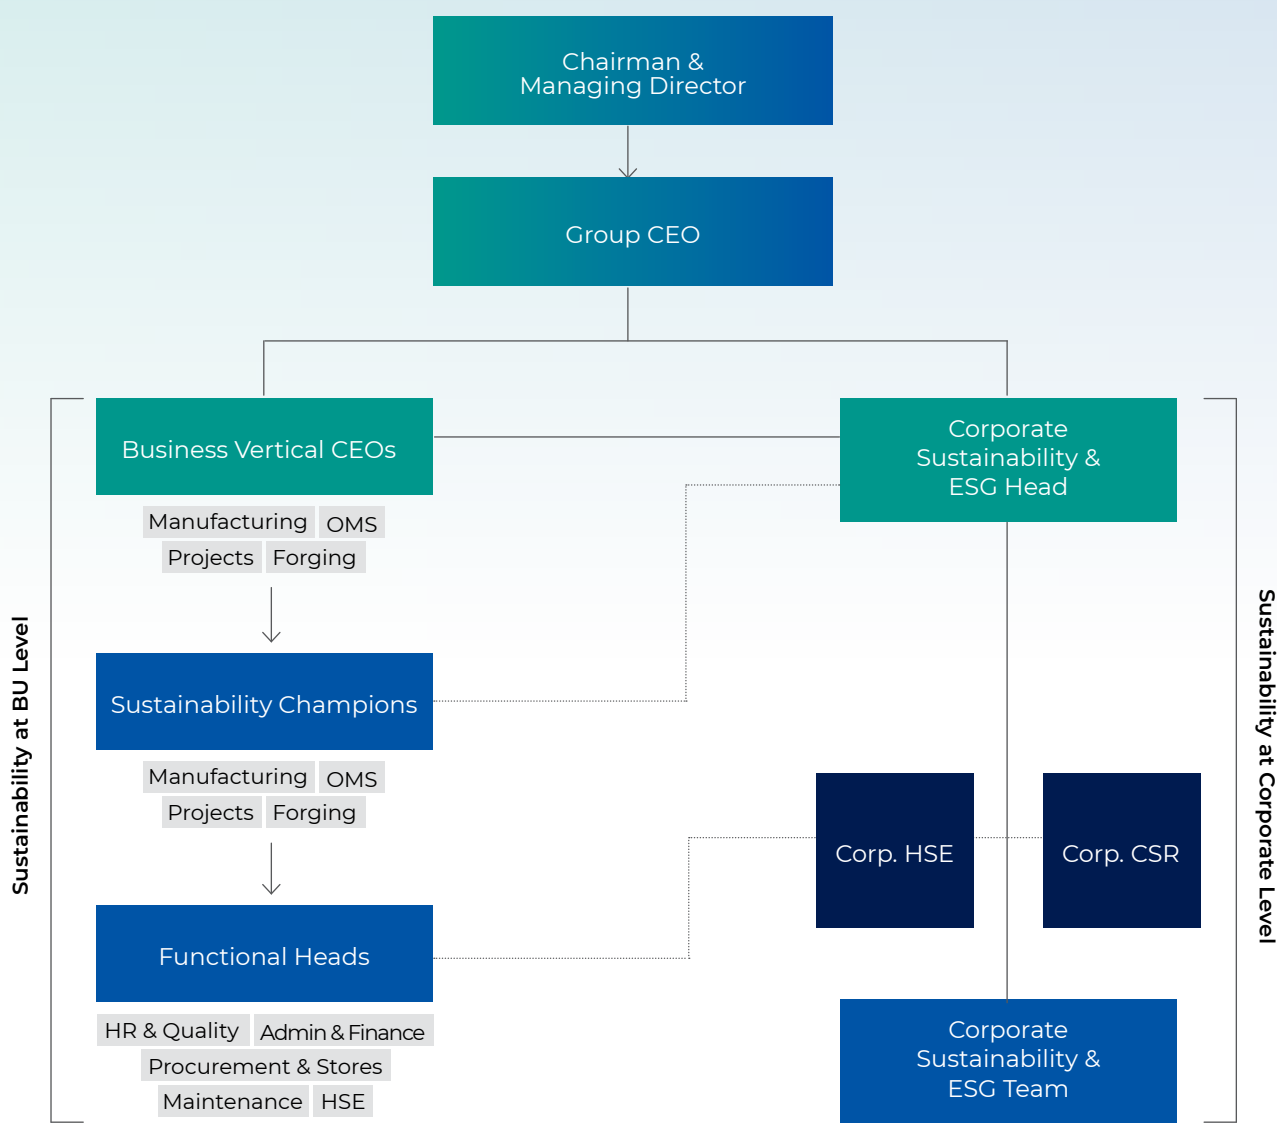 Chairman &
Managing Director
Group CEO
Sustainability at BU Level
Business Vertical CEOs
Manufacturing OMS
Projects Forging
Sustainability Champions
Manufacturing OMS
Projects Forging
Functional Heads
HR & Quality Admin & Finance
Procurement & Stores
Maintenance HSE
Corporate
Sustainability &
ESG Head
Corp. HSE
Corp. CSR
Corporate
Sustainability &
ESG Team
Sustainability at Corporate Level